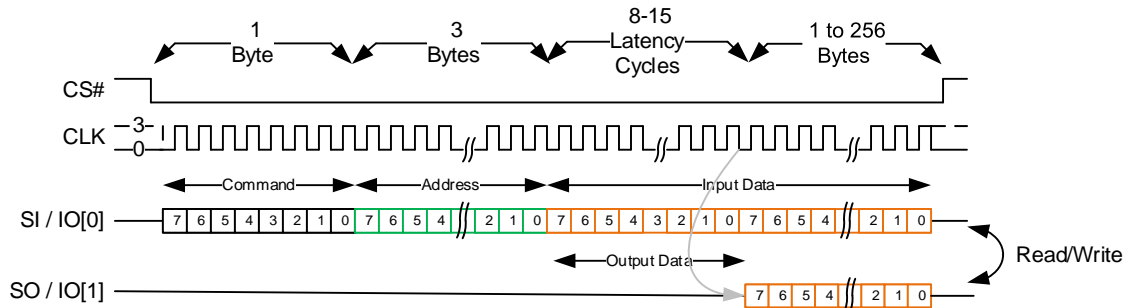 1 Byte
3 Bytes
8-15 Latency Cycles
1 to 256 Bytes
CS#
CLK
3
0
Command
Address
Input Data
SI / IO[0]
7 6 5 4 3 2 1 0 7 6 5 4 2 1 0 7 6 5 4 3 2 1 0 7 6 5 4 2 1 0
Read/Write
Output Data
SO / IO[1]
7 6 5 4 2 1 0